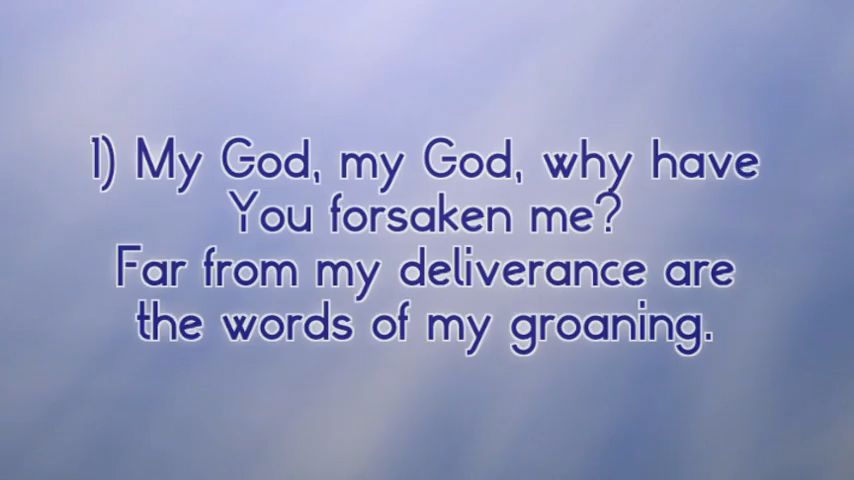 1) My God, my God, why have
You forsaken me?
Far from my deliverance are
the words of my groaning.